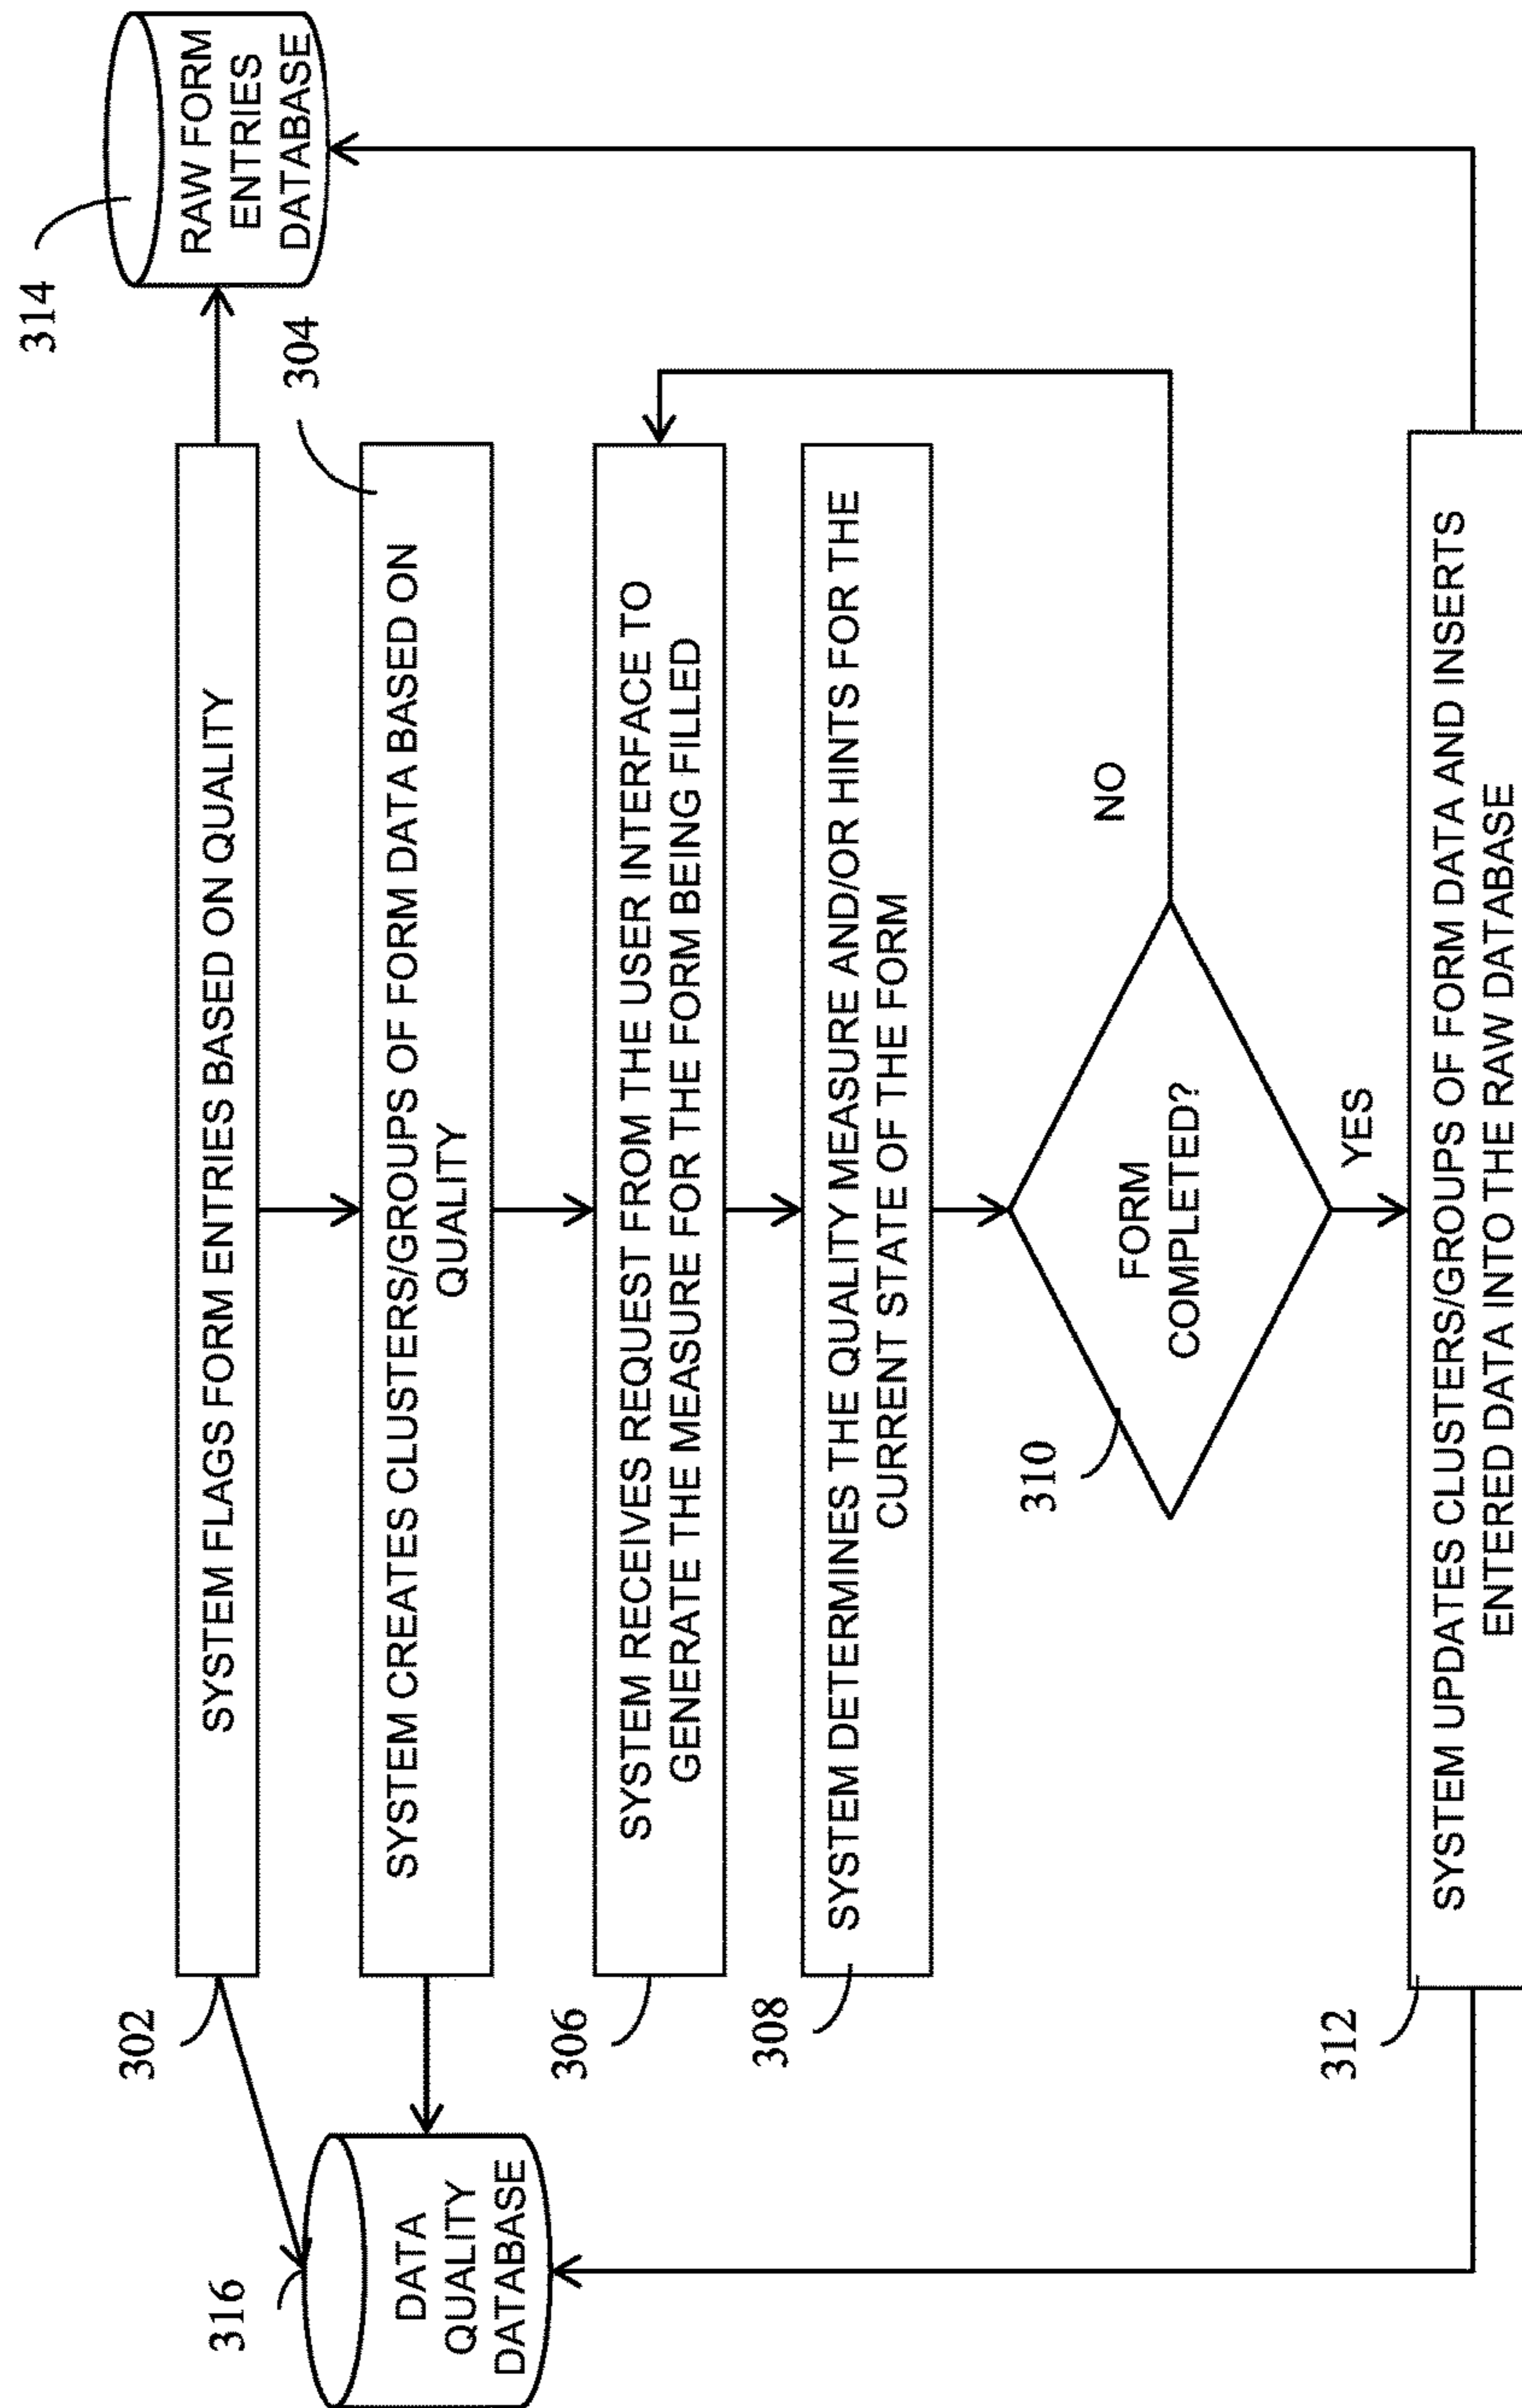 314
RAW FORM
ENTRIES
DATABASE
302
SYSTEM FLAGS FORM ENTRIES BASED ON QUALITY
304
SYSTEM CREATES CLUSTERS/GROUPS OF FORM DATA BASED ON
QUALITY
316
DATA
QUALITY
DATABASE
306
SYSTEM RECEIVES REQUEST FROM THE USER INTERFACE TO
GENERATE THE MEASURE FOR THE FORM BEING FILLED
308
SYSTEM DETERMINES THE QUALITY MEASURE AND/OR HINTS FOR THE
CURRENT STATE OF THE FORM
310
FORM
COMPLETED?
NO
YES
312
SYSTEM UPDATES CLUSTERS/GROUPS OF FORM DATA AND INSERTS
ENTERED DATA INTO THE RAW DATABASE